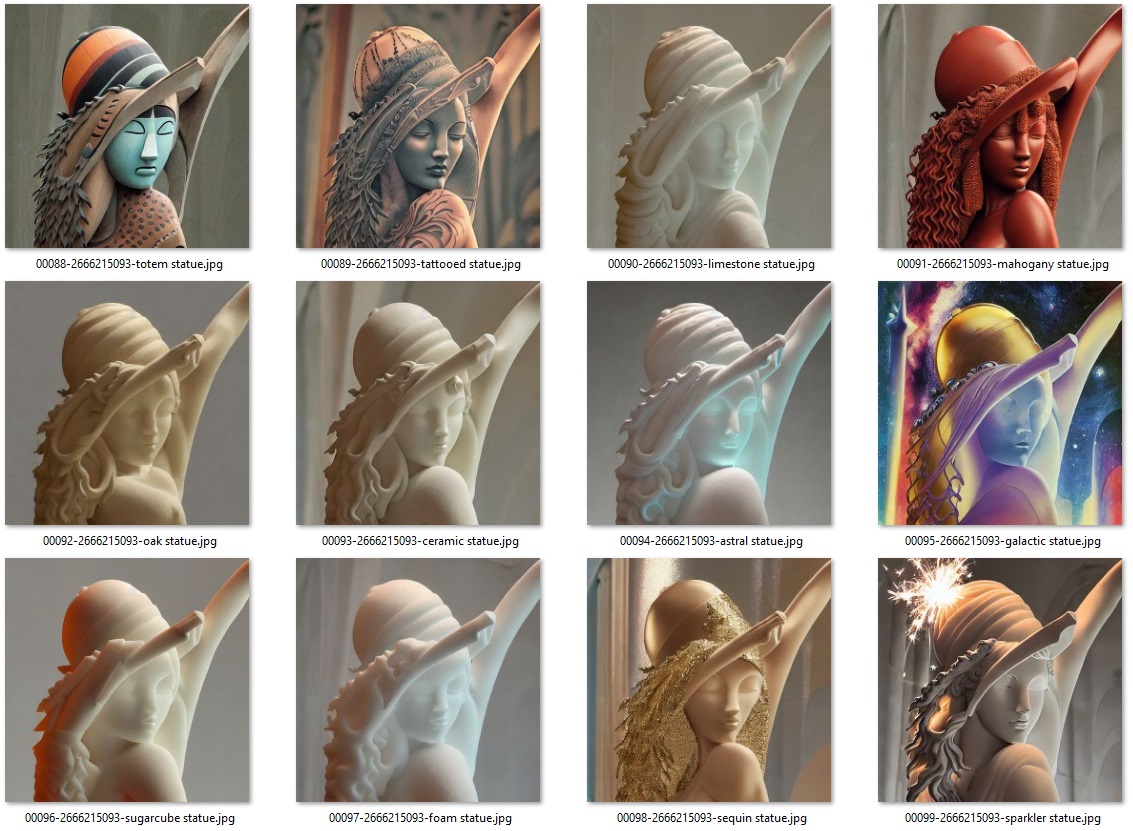 00088-2666215093-totem statue.jpg
00089-2666215093-tattooed statue.jpg
00090-2666215093-limestone statue.jpg
00091-2666215093-mahogany statue.jpg
00092-2666215093-oak statue.jpg
00093-2666215093-ceramic statue.jpg
00094-2666215093-astral statue.jpg
00095-2666215093-galactic statue.jpg
00096-2666215093-sugarcube statue.jpg
00097-2666215093-foam statue.jpg
00098-2666215093-sequin statue.jpg
00099-2666215093-sparkler statue.jpg